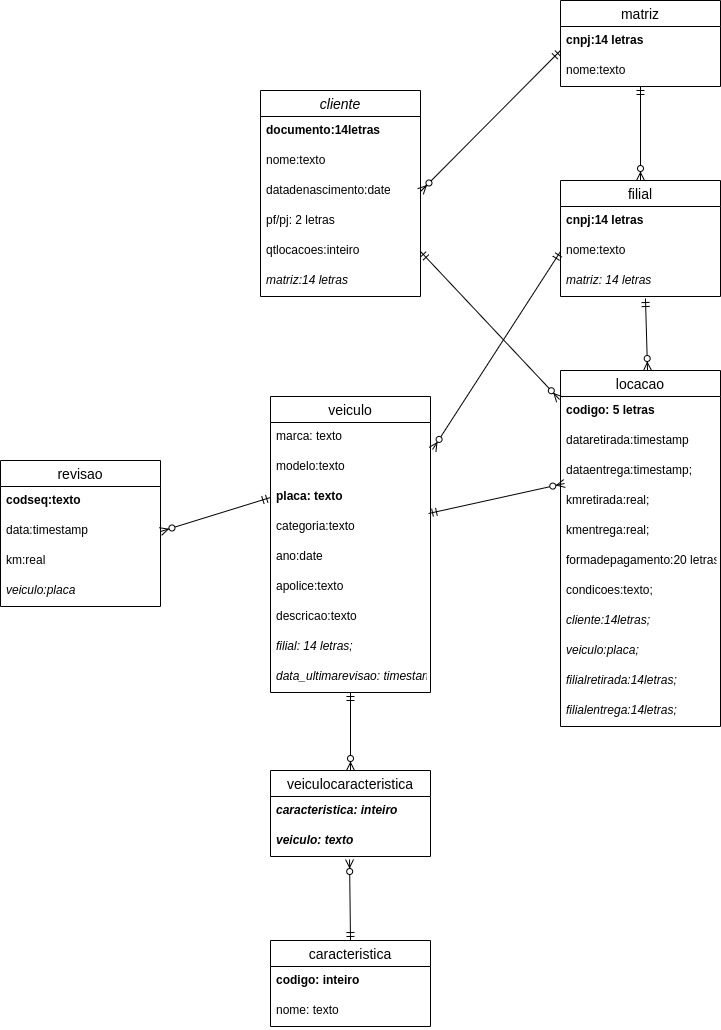 matriz
cnpj:14 letras
nome:texto
cliente
documento:14letras
nome:texto
datadenascimento:date
pf/pj: 2 letras
qtlocacoes:inteiro
matriz:14 letras
filial
cnpj:14 letras
nome:texto
matriz: 14 letras
locacao
codigo: 5 letras
dataretirada:timestamp
dataentrega:timestamp;
kmretirada:real;
kmentrega:real;
formadepagamento:20 letras
condicoes:texto;
cliente:14letras;
veiculo:placa;
filialretirada:14letras;
filialentrega:14letras;
veiculo
marca: texto
modelo:texto
placa: texto
categoria:texto
ano:date
apolice:texto
descricao:texto
filial: 14 letras;
data_ultimarevisao: timestam
revisao
codseq:texto
data:timestamp
km:real
veiculo:placa
veiculocaracteristica
caracteristica: inteiro
veiculo: texto
caracteristica
codigo: inteiro
nome: texto